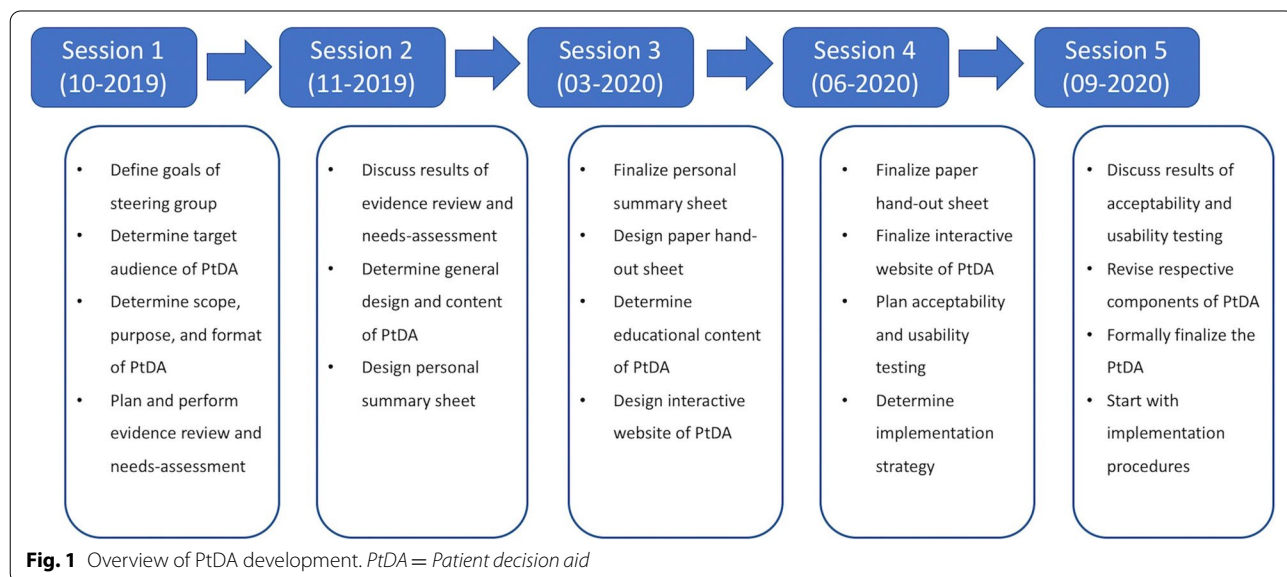 Session 1
(10-2019)
Session 2
(11-2019)
Session 3
(03-2020)
Session 4
(06-2020)
Session 5
(09-2020)
• Define goals of
steering group
• Determine target
audience of PtDA
• Determine scope,
purpose, and format
of PtDA
• Plan and perform
evidence review and
needs-assessment
• Discuss results of
evidence review and
needs-assessment
• Determine general
design and content
of PtDA
• Design personal
summary sheet
• Finalize personal
summary sheet
• Design paper hand-
out sheet
• Determine
educational content
of PtDA
• Design interactive
website of PtDA
• Finalize paper
hand-out sheet
• Finalize interactive
website of PtDA
• Plan acceptability
and usability
testing
• Determine
implementation
strategy
• Discuss results of
acceptability and
usability testing
• Revise respective
components of PtDA
• Formally finalize the
PtDA
• Start with
implementation
procedures
Fig. 1 Overview of PtDA development. PtDA = Patient decision aid